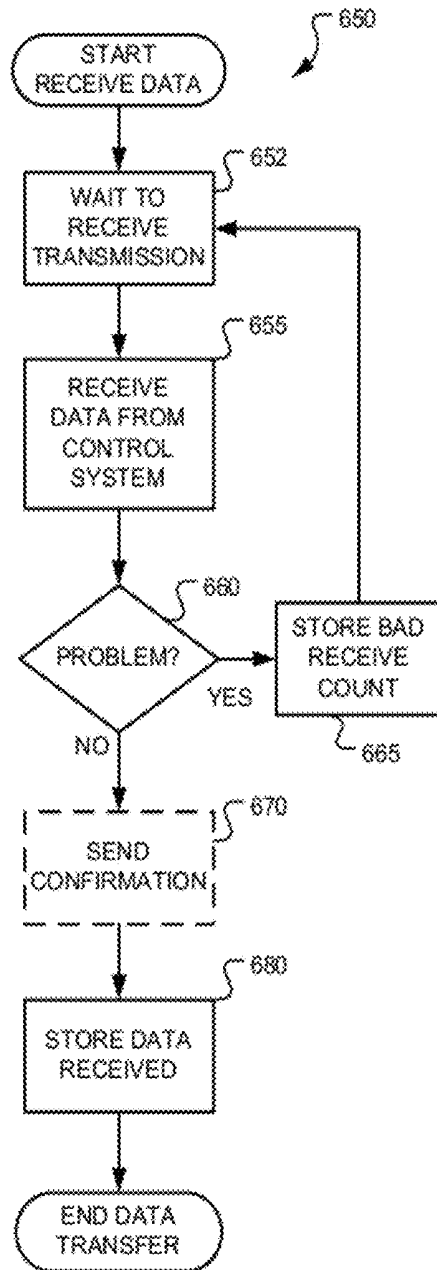 650
START
RECEIVE DATA
652
WAIT TO
RECEIVE
TRANSMISSION
655
RECEIVE
DATA FROM
CONTROL
SYSTEM
660
PROBLEM?
YES
STORE BAD
RECEIVE
COUNT
665
NO
670
SEND
CONFIRMATION
680
STORE DATA
RECEIVED
END DATA
TRANSFER